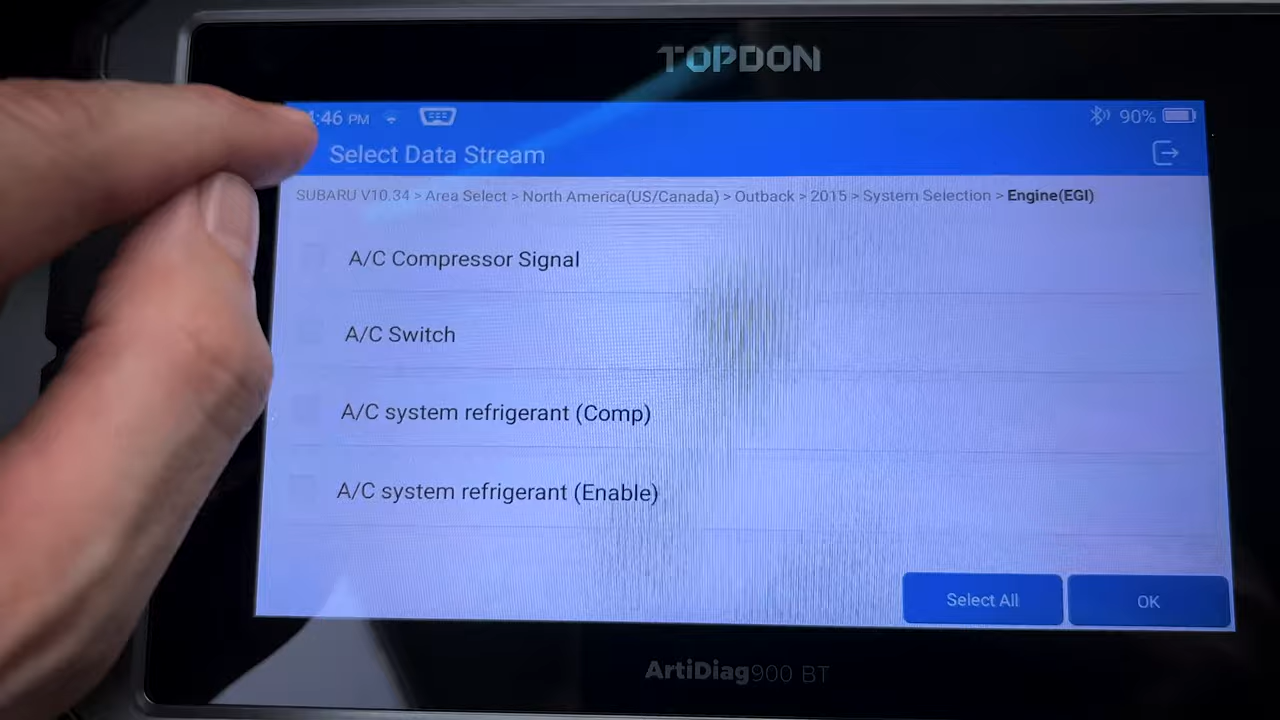 TOPDON
:46 PM
90%
Select Data Stream
SUBARU V10.34 > Area Select > North America(US/Canada) > Outback > 2015 > System Selection > Engine(EGI)
A/C Compressor Signal
A/C Switch
A/C system refrigerant (Comp)
A/C system refrigerant (Enable)
Select All
OK
ArtiDiag900 BT